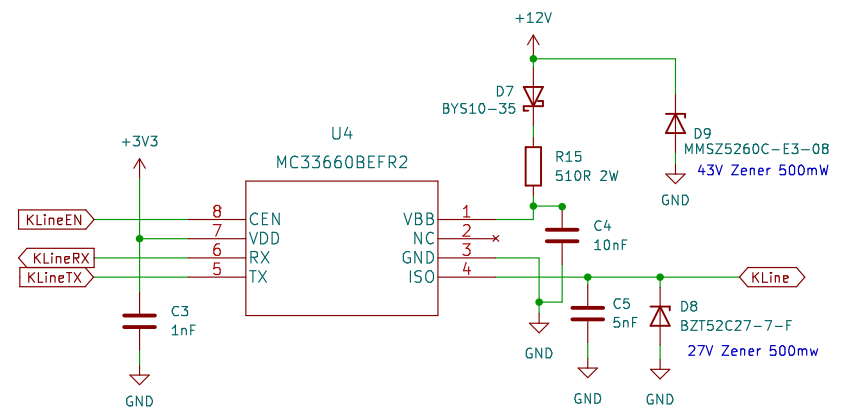 +12V
D7
BYS10-35
D9
MMSZ5260C-E3-08
43V Zener 500mW
GND
+3V3
U4
MC33660BEFR2
R15
510R 2W
KLineEN
8
CEN
VBB
1
C4
10nF
7
VDD
NC
2
KLineRX
6
RX
GND
3
KLineTX
5
TX
ISO
4
KLine
C3
1nF
C5
5nF
D8
BZT52C27-7-F
27V Zener 500mw
GND
GND
GND
GND